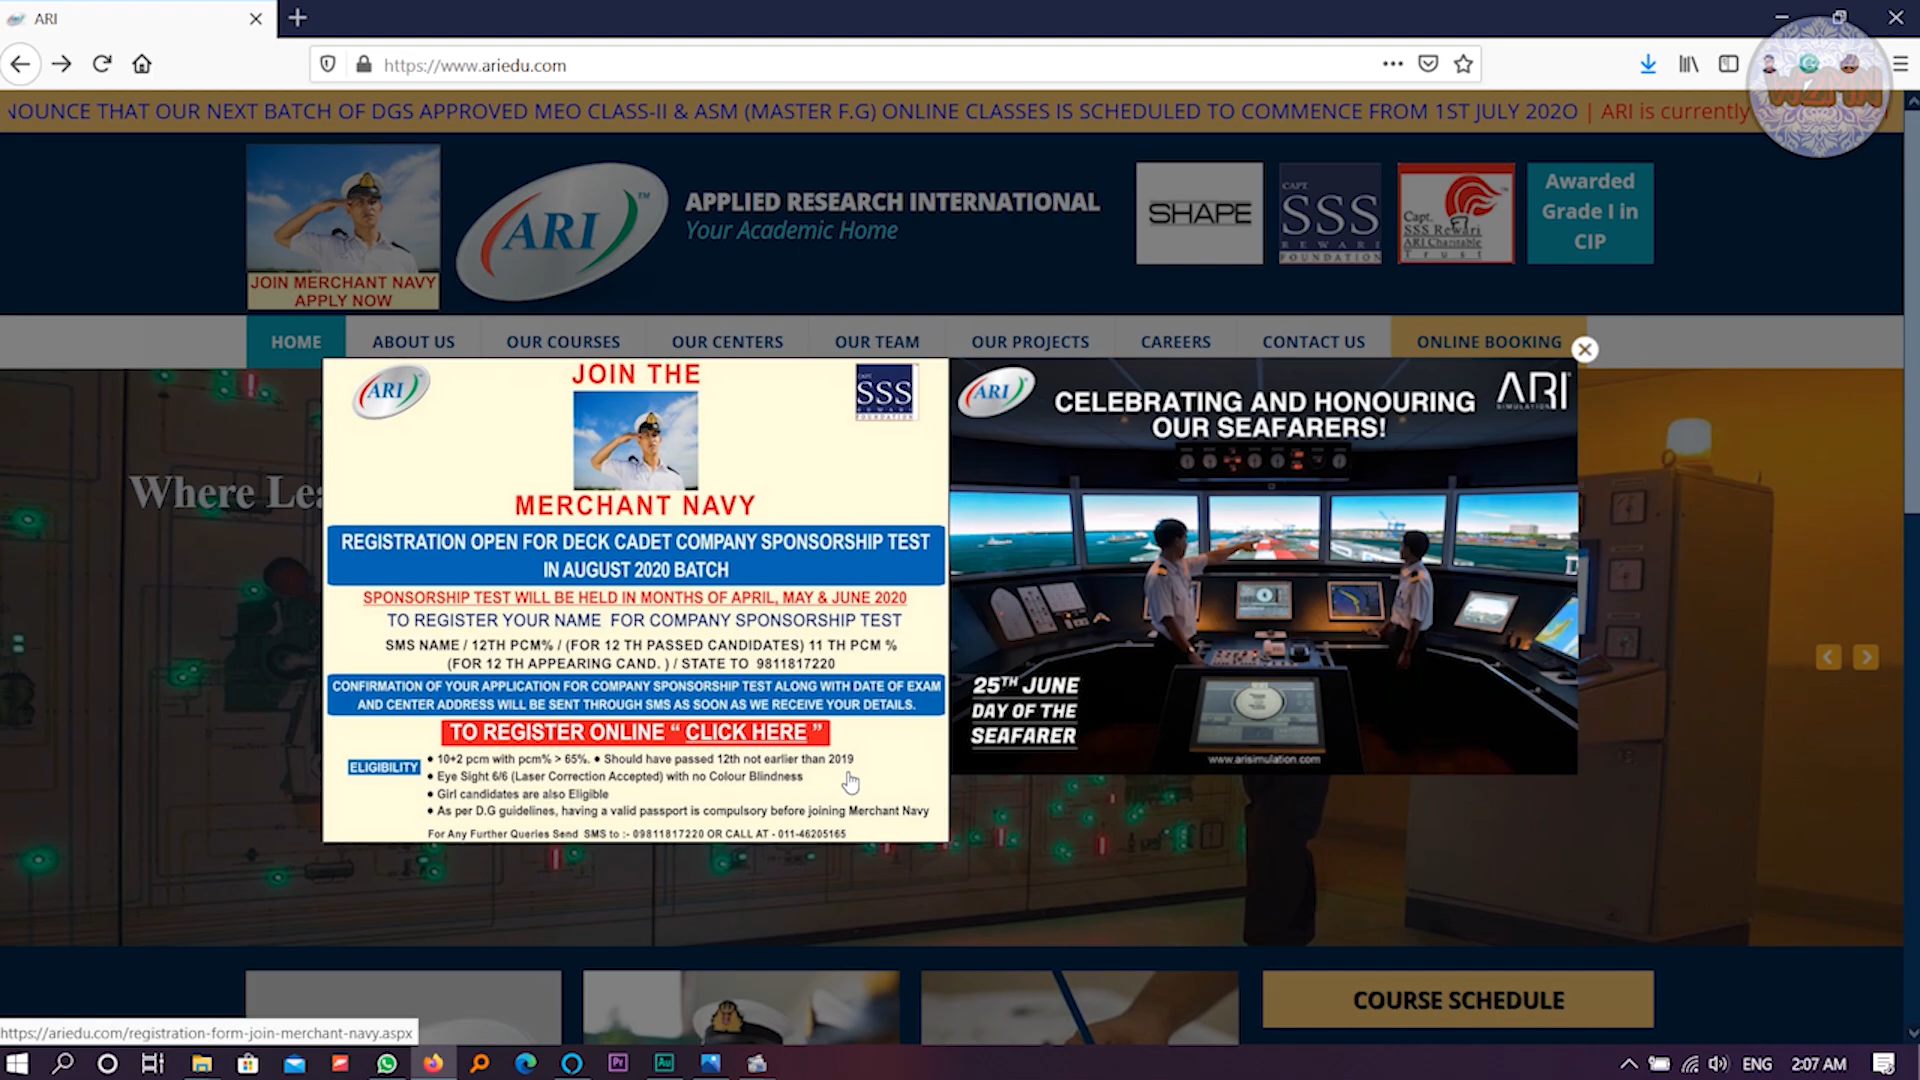 ARI
https://www.ariedu.com
NOUNCE THAT OUR NEXT BATCH OF DGS APPROVED MEO CLASS-II & ASM (MASTER F.G) ONLINE CLASSES IS SCHEDULED TO COMMENCE FROM 1ST JULY 2020 | ARI is currently
WZMN
JOIN MERCHANT NAVY
APPLY NOW
ARI
TM
APPLIED RESEARCH INTERNATIONAL
Your Academic Home
SHAPE
CAPT
SSS
REWARI
FOUNDATION
Capt.
SSS Rewari
ARI Charitable
Trust
Awarded
Grade I in
CIP
HOME
ABOUT US
OUR COURSES
OUR CENTERS
OUR TEAM
OUR PROJECTS
CAREERS
CONTACT US
ONLINE BOOKING
Where Lea
ARI
JOIN THE
CAPT
SSS
REWARI
FOUNDATION
MERCHANT NAVY
REGISTRATION OPEN FOR DECK CADET COMPANY SPONSORSHIP TEST
IN AUGUST 2020 BATCH
SPONSORSHIP TEST WILL BE HELD IN MONTHS OF APRIL, MAY & JUNE 2020
TO REGISTER YOUR NAME FOR COMPANY SPONSORSHIP TEST
SMS NAME / 12TH PCM% / (FOR 12 TH PASSED CANDIDATES) 11 TH PCM %
(FOR 12 TH APPEARING CAND. ) / STATE TO 9811817220
CONFIRMATION OF YOUR APPLICATION FOR COMPANY SPONSORSHIP TEST ALONG WITH DATE OF EXAM
AND CENTER ADDRESS WILL BE SENT THROUGH SMS AS SOON AS WE RECEIVE YOUR DETAILS.
TO REGISTER ONLINE “ CLICK HERE ”
ELIGIBILITY
• 10+2 pcm with pcm% > 65%. • Should have passed 12th not earlier than 2019
• Eye Sight 6/6 (Laser Correction Accepted) with no Colour Blindness
• Girl candidates are also Eligible
• As per D.G guidelines, having a valid passport is compulsory before joining Merchant Navy
For Any Further Queries Send SMS to :- 09811817220 OR CALL AT - 011-46205165
ARI
CELEBRATING AND HONOURING
OUR SEAFARERS!
ARI
SIMULATION
25TH JUNE
DAY OF THE
SEAFARER
www.arisimulation.com
COURSE SCHEDULE
https://ariedu.com/registration-form-join-merchant-navy.aspx
Pr
Au
ENG
2:07 AM